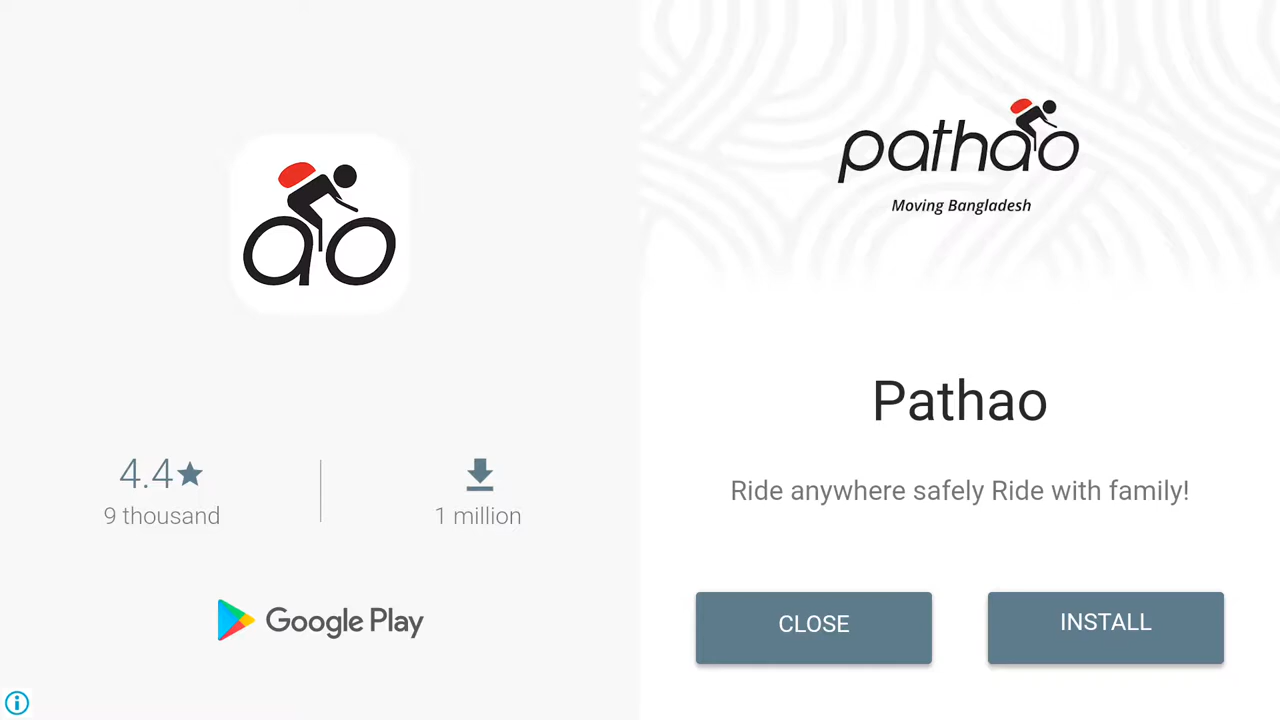 4.4★
9 thousand
1 million
Google Play
pathao
Moving Bangladesh
Pathao
Ride anywhere safely Ride with family!
CLOSE
INSTALL